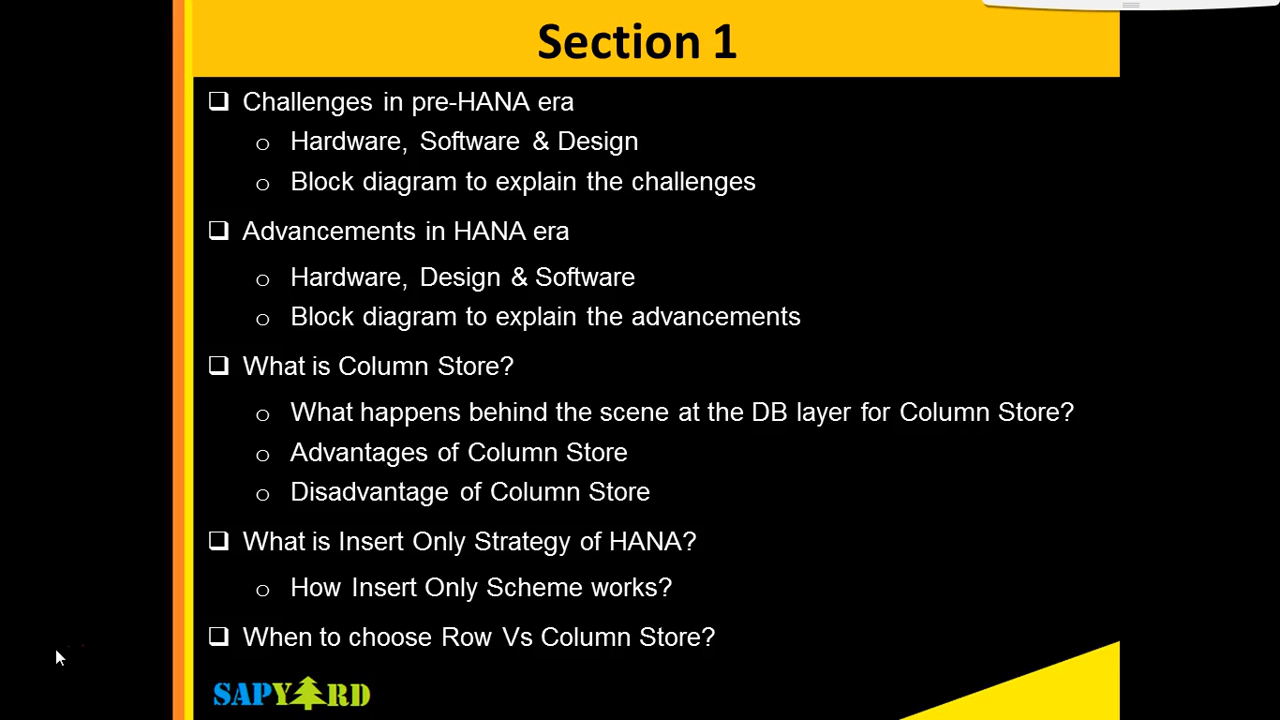 Section 1
Challenges in pre-HANA era
Hardware, Software & Design
Block diagram to explain the challenges
Advancements in HANA era
Hardware, Design & Software
Block diagram to explain the advancements
What is Column Store?
What happens behind the scene at the DB layer for Column Store?
Advantages of Column Store
Disadvantage of Column Store
What is Insert Only Strategy of HANA?
How Insert Only Scheme works?
When to choose Row Vs Column Store?
SAPYARD